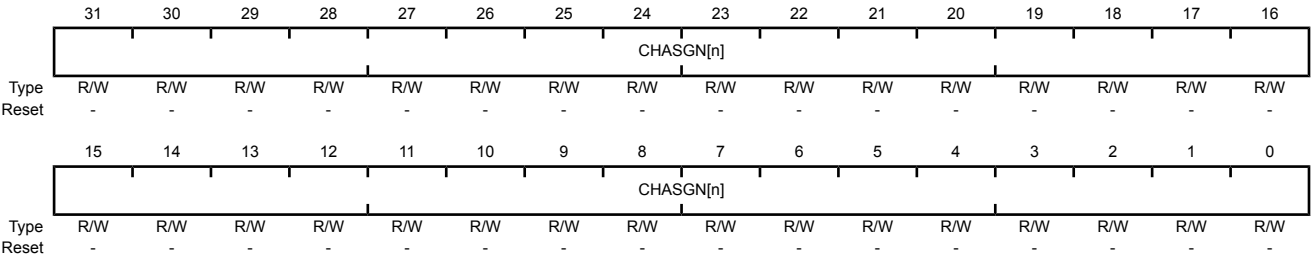 31 30 29 28 27 26 25 24 23 22 21 20 19 18 17 16
CHASGN[n]
Type R/W R/W R/W R/W R/W R/W R/W R/W R/W R/W R/W R/W R/W R/W R/W R/W
Reset - - - - - - - - - - - - - - - -
15 14 13 12 11 10 9 8 7 6 5 4 3 2 1 0
CHASGN[n]
Type R/W R/W R/W R/W R/W R/W R/W R/W R/W R/W R/W R/W R/W R/W R/W R/W
Reset - - - - - - - - - - - - - - - -